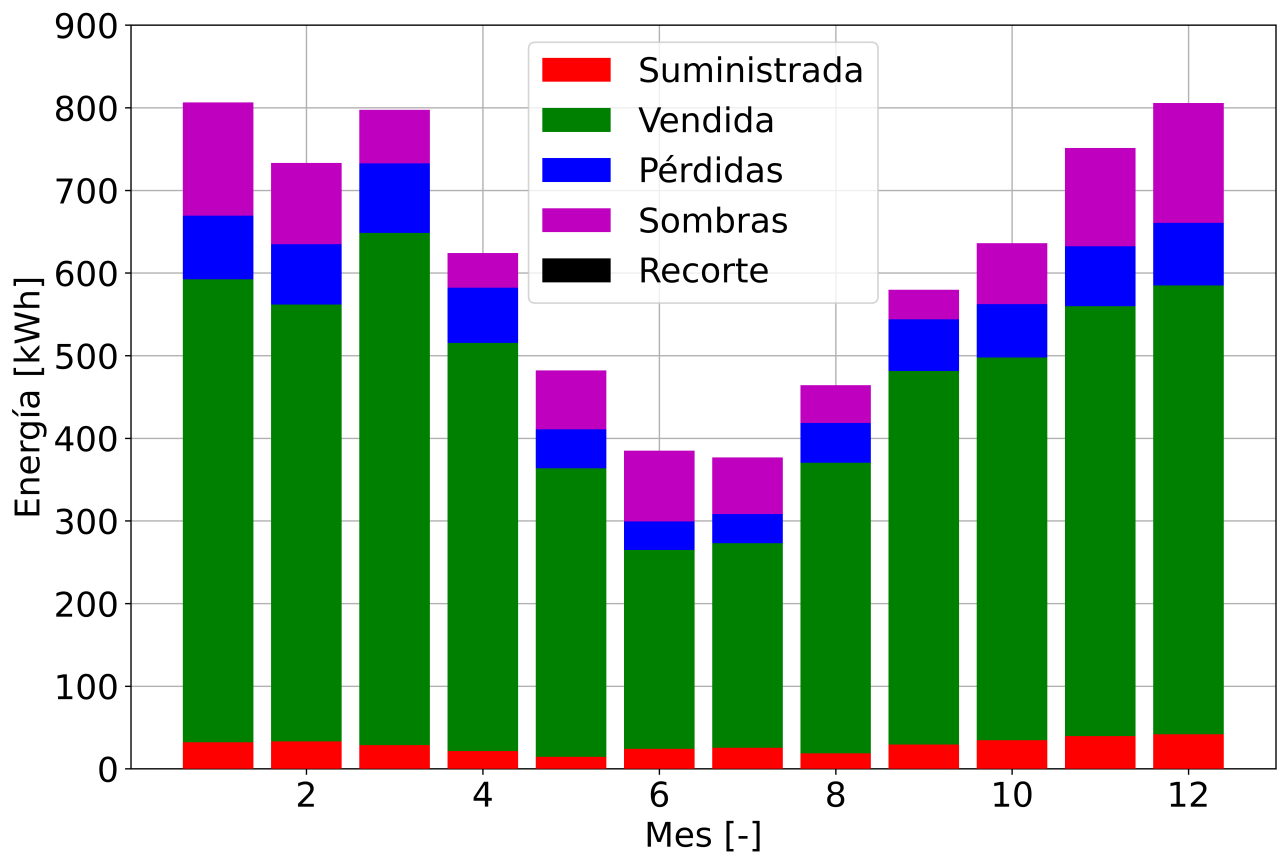 900
800
700
600
500
400
300
200
100
0
Energía [kWh]
Suministrada
Vendida
Pérdidas
Sombras
Recorte
2 4 6 8 10 12
Mes [-]